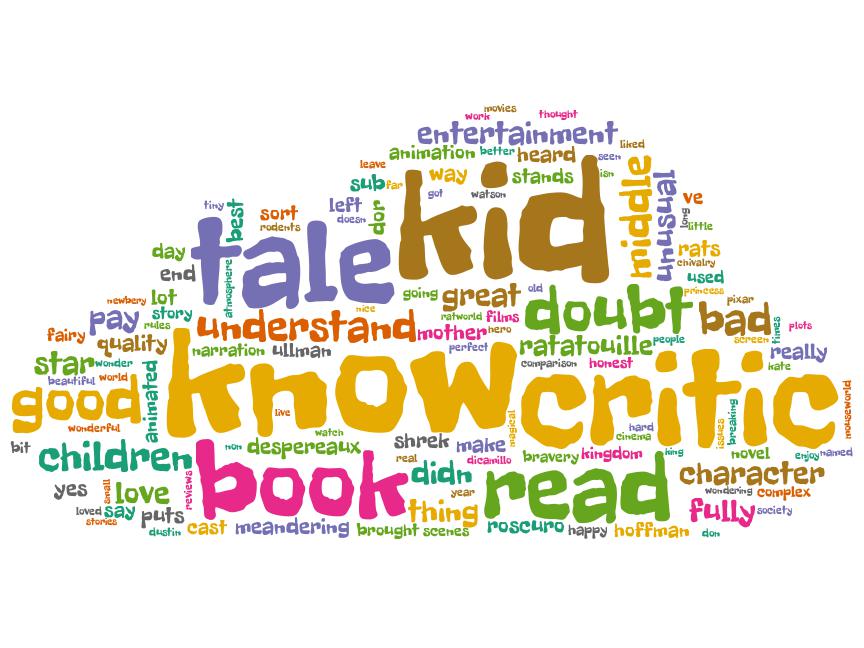 movies
work
thought
entertainment
liked
animation
better
heard
seen
leave
sub
far
way
stands
isn
got
watson
kid
middle
unusual
ve
long
little
rats
chivalry
used
princess
tiny
best
sort
rodents
left
doesn
dor
tale
day
end
atmosphere
newbery
lot
story
going
great
old
doubt
bad
pixar
screen
times
plots
fairy
pay
rules
quality
nice
understand
mother
ratworld
films
hero
perfect
ratatouille
people
really
kate
star
wonder
narration
ullman
know
comparison
honest
critic
beautiful
world
animated
good
wonderful
live
magical
issues
breaking
mouseworld
bit
children
non
despereaux
watch
shrek
make
hard
cinema
real
dicamillo
bravery
kingdom
king
novel
enjoy
named
yes
small
love
reviews
book
didn
year
thing
read
character
wondering
complex
loved
say
stories
puts
dustin
cast
meandering
brought
scenes
roscuro
happy
hoffman
don
fully
society